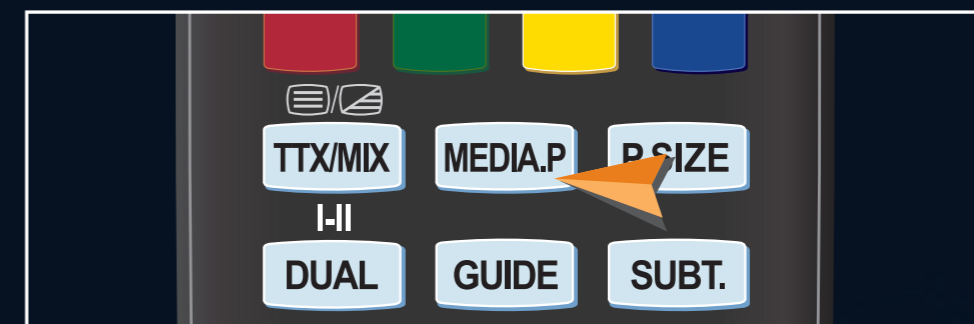 TTX/MIX MEDIA.P P.SIZE
I-II
DUAL GUIDE SUBT.